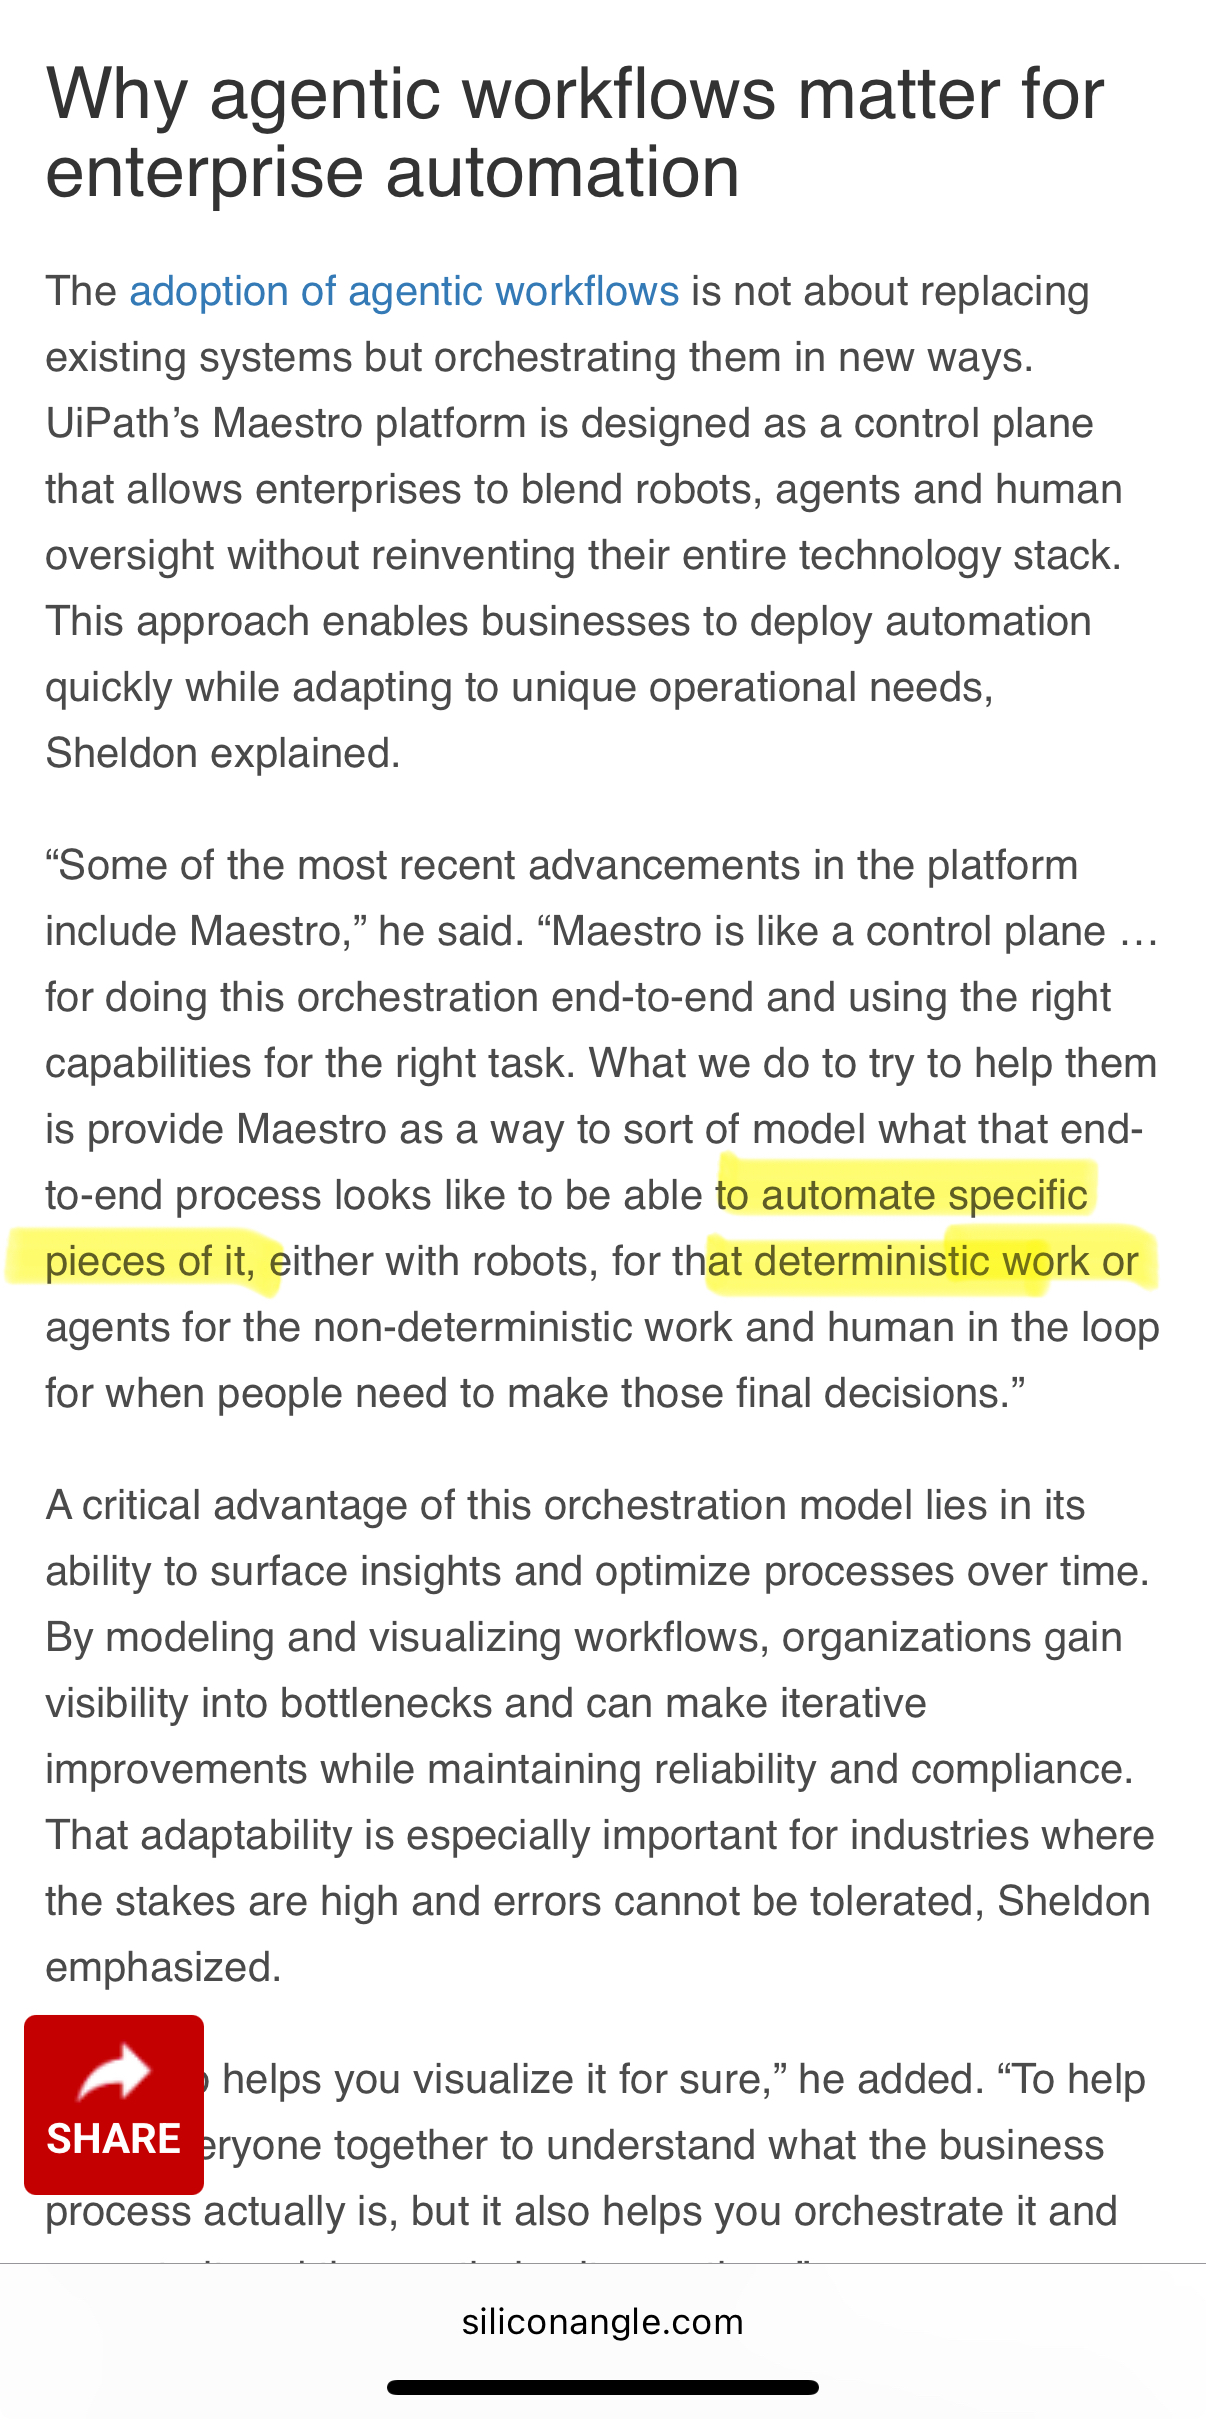 Why agentic workflows matter for
enterprise automation
The adoption of agentic workflows is not about replacing
existing systems but orchestrating them in new ways.
UiPath’s Maestro platform is designed as a control plane
that allows enterprises to blend robots, agents and human
oversight without reinventing their entire technology stack.
This approach enables businesses to deploy automation
quickly while adapting to unique operational needs,
Sheldon explained.
“Some of the most recent advancements in the platform
include Maestro,” he said. “Maestro is like a control plane …
for doing this orchestration end-to-end and using the right
capabilities for the right task. What we do to try to help them
is provide Maestro as a way to sort of model what that end-
to-end process looks like to be able to automate specific
pieces of it, either with robots, for that deterministic work or
agents for the non-deterministic work and human in the loop
for when people need to make those final decisions.”
A critical advantage of this orchestration model lies in its
ability to surface insights and optimize processes over time.
By modeling and visualizing workflows, organizations gain
visibility into bottlenecks and can make iterative
improvements while maintaining reliability and compliance.
That adaptability is especially important for industries where
the stakes are high and errors cannot be tolerated, Sheldon
emphasized.
helps you visualize it for sure,” he added. “To help
SHARE
eryone together to understand what the business
process actually is, but it also helps you orchestrate it and
siliconangle.com